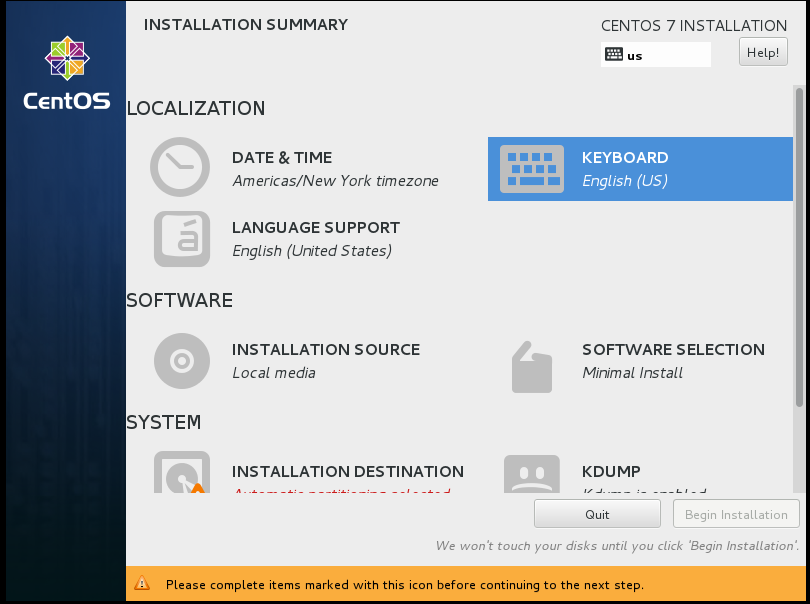 INSTALLATION SUMMARY
CENTOS 7 INSTALLATION
us
Help!
CentOS
LOCALIZATION
DATE & TIME
Americas/New York timezone
KEYBOARD
English (US)
á
LANGUAGE SUPPORT
English (United States)
SOFTWARE
INSTALLATION SOURCE
Local media
SOFTWARE SELECTION
Minimal Install
SYSTEM
INSTALLATION DESTINATION
Automatic partitioning selected
KDUMP
Kdump is enabled
Quit
Begin Installation
We won't touch your disks until you click 'Begin Installation'.
Please complete items marked with this icon before continuing to the next step.